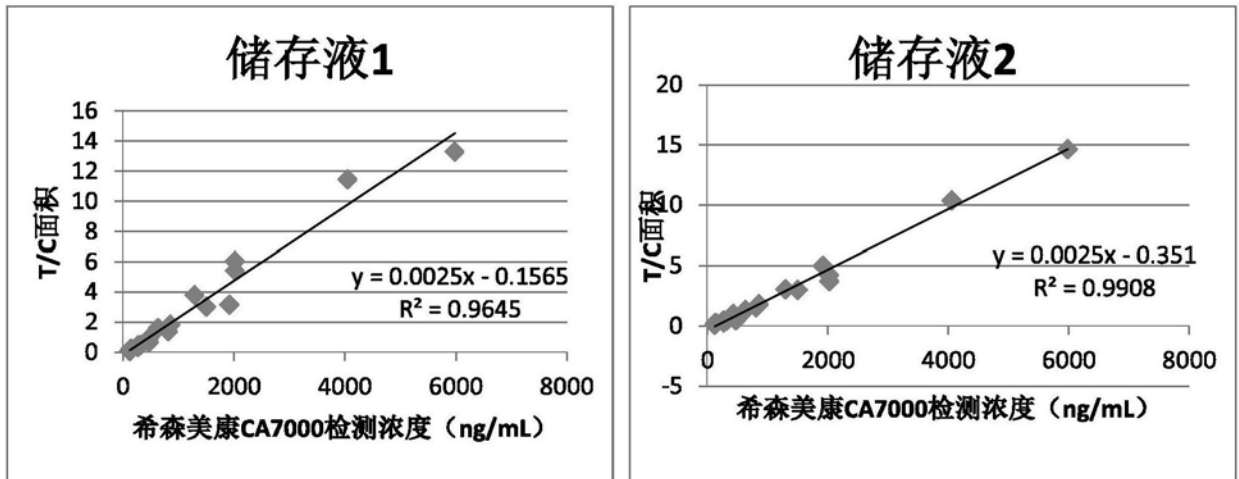 储存液1
16
14
12
10
8
6
4
2
0
T/C面积
y = 0.0025x - 0.1565
R² = 0.9645
0 2000 4000 6000 8000
希森美康CA7000检测浓度（ng/mL）
储存液2
20
15
10
5
0
-5
T/C面积
y = 0.0025x - 0.351
R² = 0.9908
0 2000 4000 6000 8000
希森美康CA7000检测浓度（ng/mL）